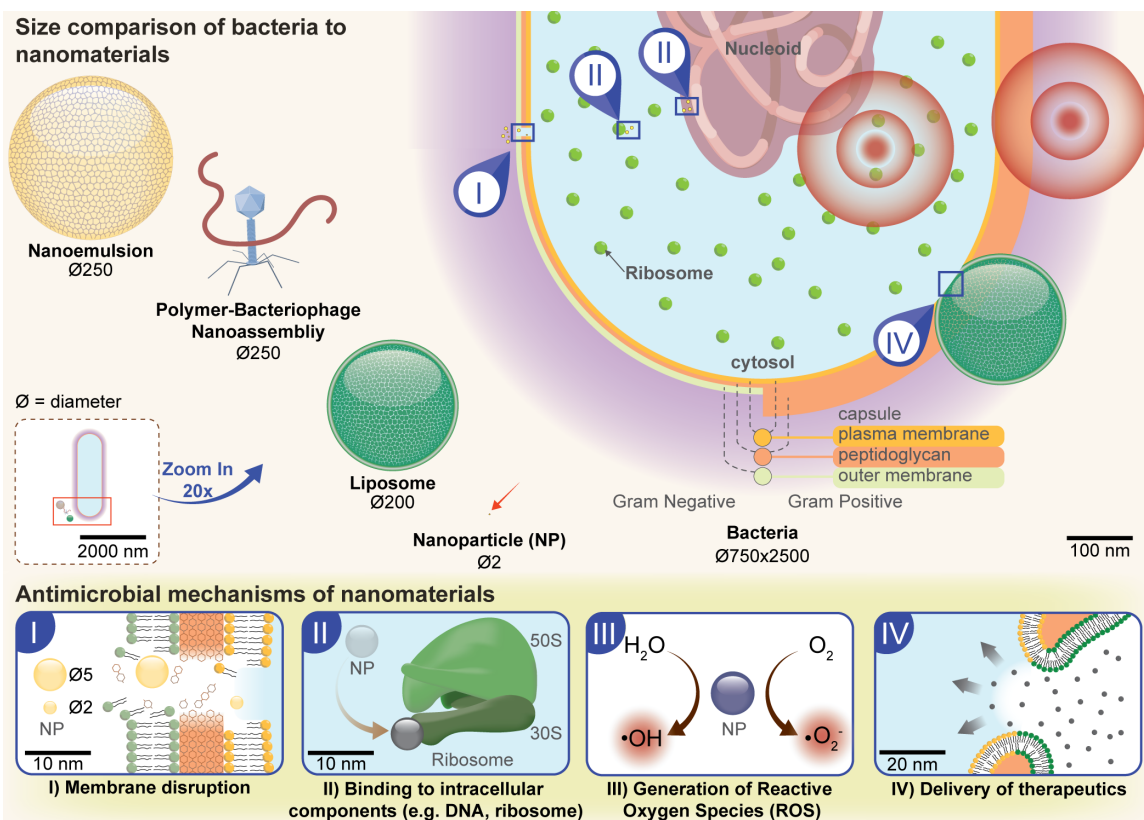 Size comparison of bacteria to
nanomaterials
Nanoemulsion
Ø250
Polymer-Bacteriophage
Nanoassembliy
Ø250
Ø = diameter
Zoom In
20x
2000 nm
Liposome
Ø200
Nanoparticle (NP)
Ø2
Nucleoid
II
II
I
Ribosome
IV
cytosol
capsule
plasma membrane
peptidoglycan
outer membrane
Gram Negative
Gram Positive
Bacteria
Ø750x2500
100 nm
Antimicrobial mechanisms of nanomaterials
I
Ø5
Ø2
NP
10 nm
I) Membrane disruption
II
NP
50S
30S
Ribosome
10 nm
II) Binding to intracellular
components (e.g. DNA, ribosome)
III
H₂O
O₂
NP
•OH
•O₂⁻
III) Generation of Reactive
Oxygen Species (ROS)
IV
20 nm
IV) Delivery of therapeutics